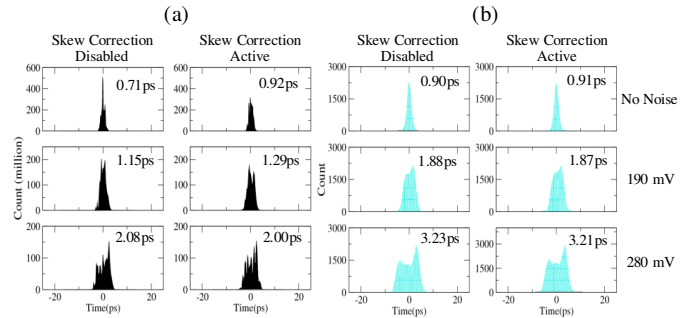 (a) (b)
Skew Correction Disabled
Skew Correction Active
Skew Correction Disabled
Skew Correction Active
600
400
200
0
0.71ps
0.92ps
3000
1500
0
0.90ps
0.91ps
No Noise
Count (million)
200
100
0
1.15ps
1.29ps
Count
3000
1500
0
1.88ps
1.87ps
190 mV
200
100
0
2.08ps
2.00ps
3000
2000
1000
0
3.23ps
3.21ps
280 mV
-20 0 20
-20 0 20
-20 0 20
-20 0 20
Time(ps)
Time(ps)
Time(ps)
Time(ps)